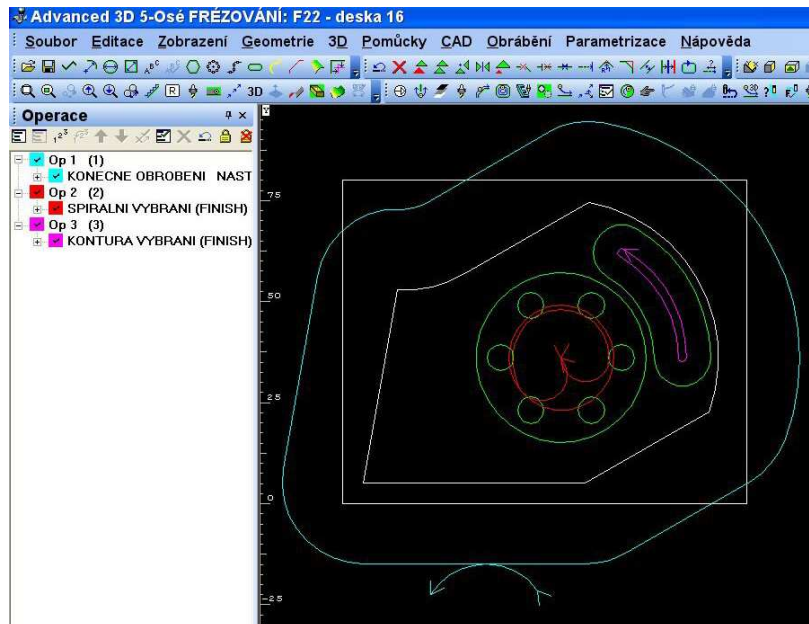 Advanced 3D 5-Osé FRÉZOVÁNÍ: F22 - deska 16
Soubor Editace Zobrazení Geometrie 3D Pomůcky CAD Obrábění Parametrizace Nápověda
3D
Operace
Op 1 (1)
KONECNE OBROBENI NAST
Op 2 (2)
SPIRALNI VYBRANI (FINISH)
Op 3 (3)
KONTURA VYBRANI (FINISH)
Y
75
50
25
0
-25